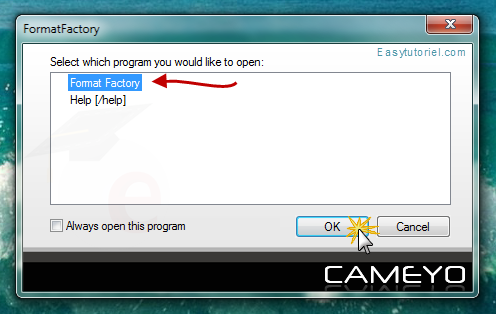 FormatFactory
Easytutoriel.com
Select which program you would like to open:
Format Factory
Help [/help]
Always open this program
OK
Cancel
CAMEYO